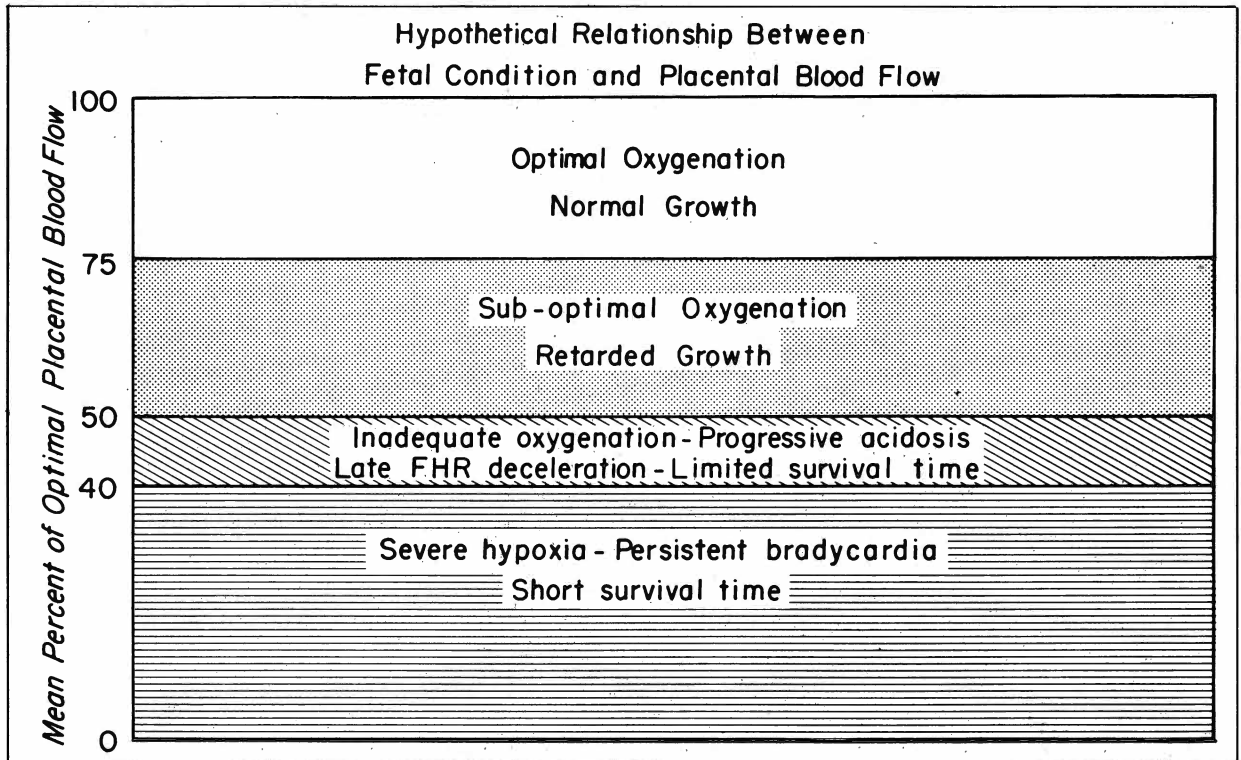 Hypothetical Relationship Between
Fetal Condition and Placental Blood Flow
Mean Percent of Optimal Placental Blood Flow
100
Optimal Oxygenation
Normal Growth
75
Sub-optimal Oxygenation
Retarded Growth
50
Inadequate oxygenation-Progressive acidosis
Late FHR deceleration-Limited survival time
40
Severe hypoxia-Persistent bradycardia
Short survival time
0